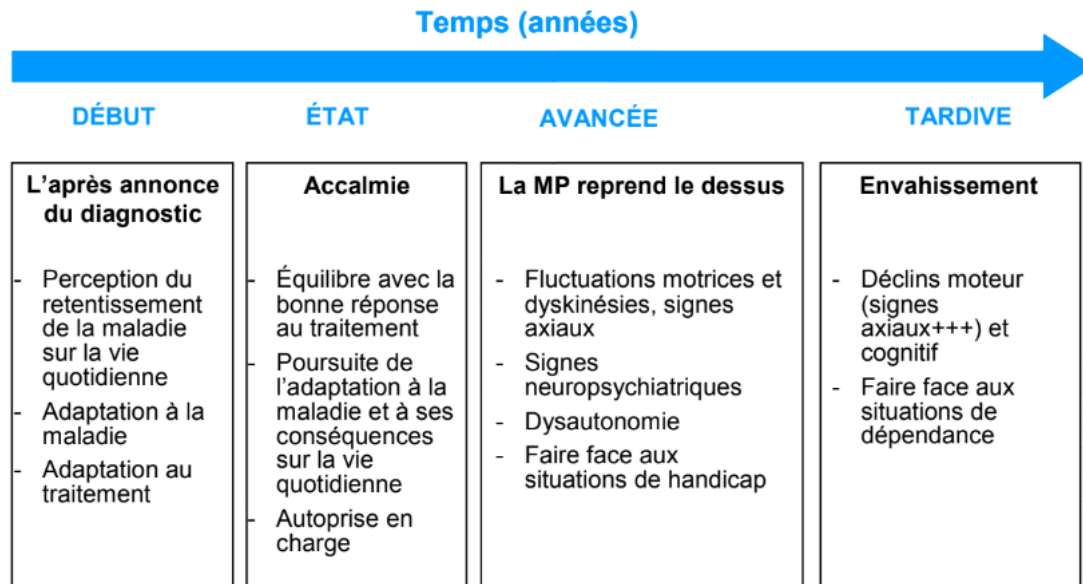 Temps (années)
DÉBUT
ÉTAT
AVANCÉE
TARDIVE
L'après annonce
du diagnostic
- Perception du
retentissement
de la maladie
sur la vie
quotidienne
- Adaptation à la
maladie
- Adaptation au
traitement
Accalmie
- Équilibre avec la
bonne réponse
au traitement
- Poursuite de
l'adaptation à la
maladie et à ses
conséquences
sur la vie
quotidienne
- Autoprise en
charge
La MP reprend le dessus
- Fluctuations motrices et
dyskinésies, signes
axiaux
- Signes
neuropsychiatriques
- Dysautonomie
- Faire face aux
situations de handicap
Envahissement
- Déclins moteur
(signes
axiaux+++) et
cognitif
- Faire face aux
situations de
dépendance